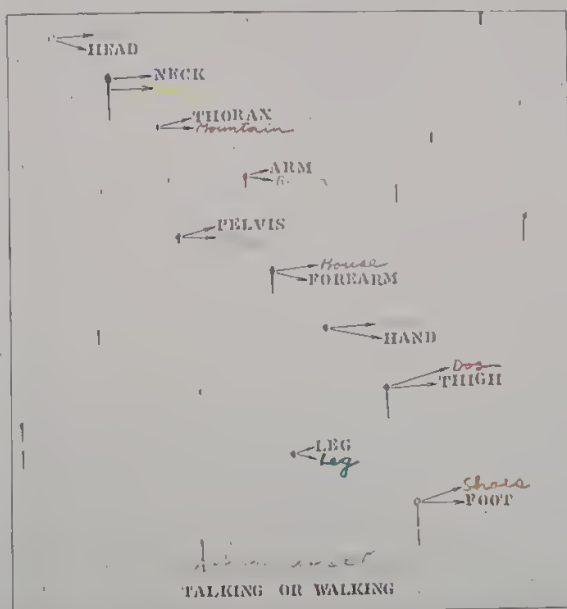 HEAD
NECK
THORAX
Mountain
ARM
PELVIS
House
FOREARM
HAND
Dog
THIGH
LEG
Leg
Shoes
FOOT
TALKING OR WALKING